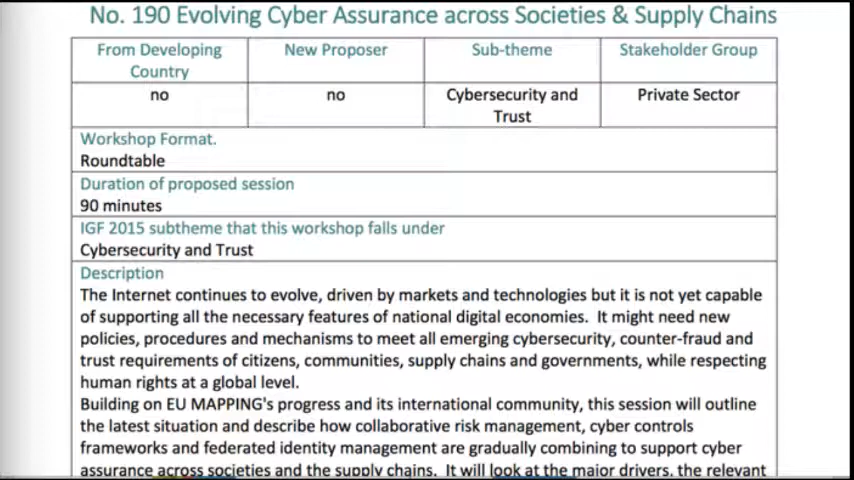 No. 190 Evolving Cyber Assurance across Societies & Supply Chains
From Developing Country
New Proposer
Sub-theme
Stakeholder Group
no
no
Cybersecurity and Trust
Private Sector
Workshop Format.
Roundtable
Duration of proposed session
90 minutes
IGF 2015 subtheme that this workshop falls under
Cybersecurity and Trust
Description
The Internet continues to evolve, driven by markets and technologies but it is not yet capable
of supporting all the necessary features of national digital economies.  It might need new
policies, procedures and mechanisms to meet all emerging cybersecurity, counter-fraud and
trust requirements of citizens, communities, supply chains and governments, while respecting
human rights at a global level.
Building on EU MAPPING's progress and its international community, this session will outline
the latest situation and describe how collaborative risk management, cyber controls
frameworks and federated identity management are gradually combining to support cyber
assurance across societies and the supply chains.  It will look at the major drivers, the relevant